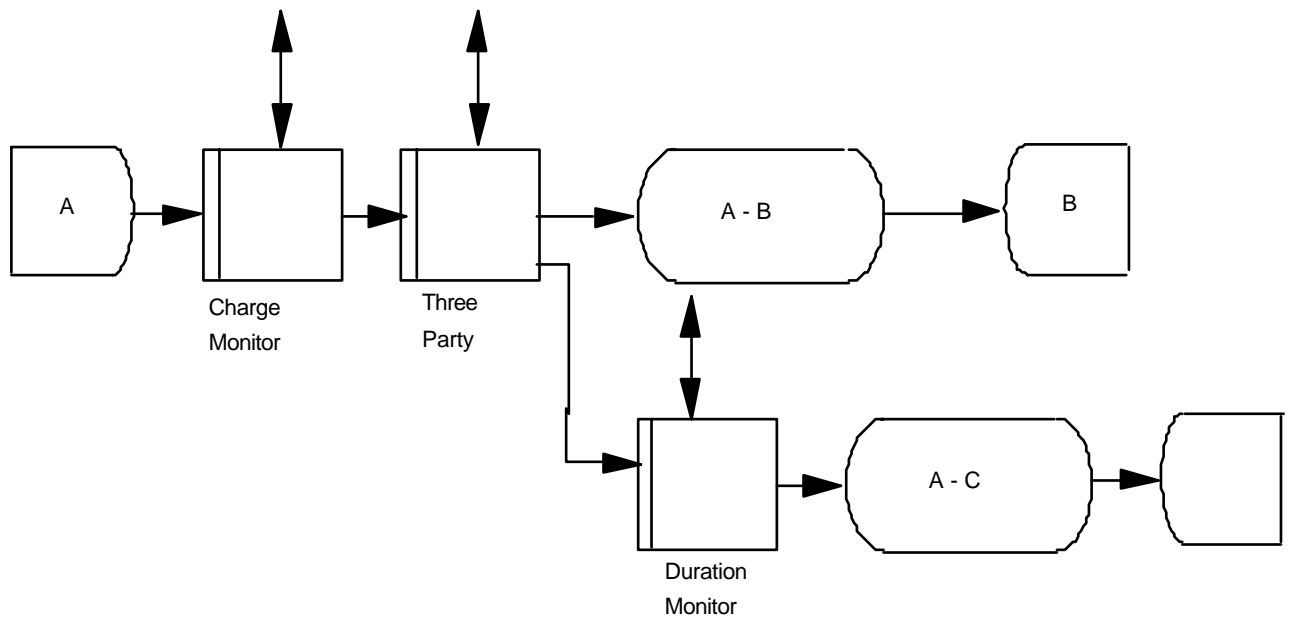 A
A - B
B
Charge
Monitor
Three
Party
A - C
Duration
Monitor